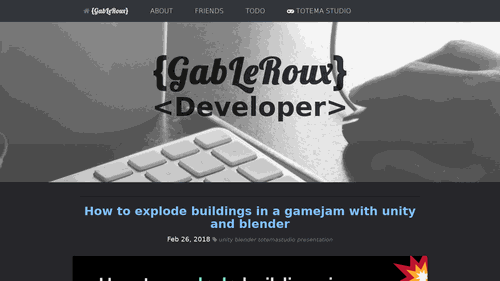 {GabLeRoux}
ABOUT
FRIENDS
TODO
TOTEMA STUDIO
{GabLeRoux}
<Developer>
How to explode buildings in a gamejam with unity
and blender
Feb 26, 2018 unity blender totemastudio presentation